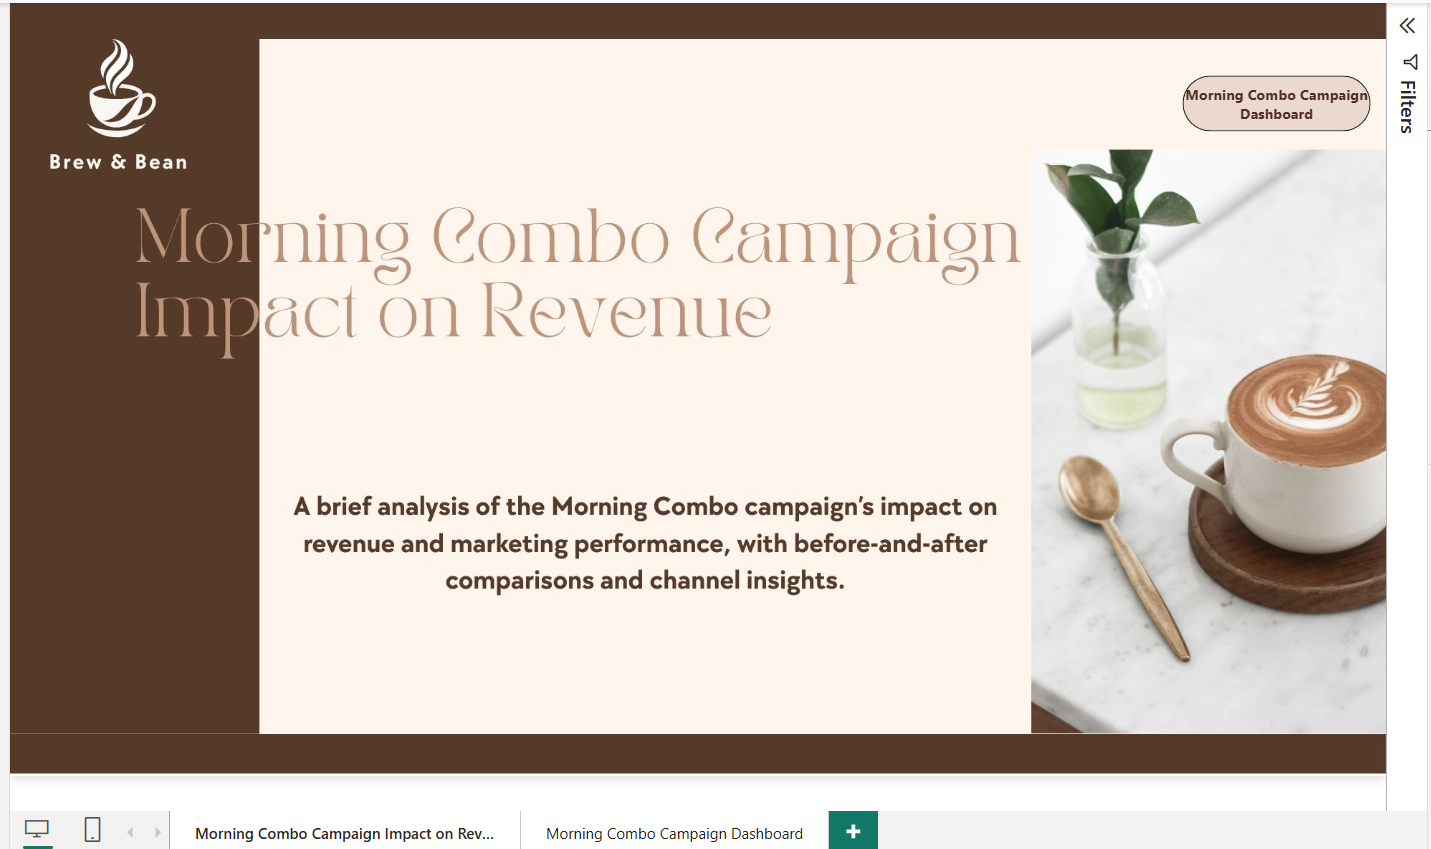 Brew & Bean
Morning Combo Campaign
Dashboard
Filters
Morning Combo Campaign
Impact on Revenue
A brief analysis of the Morning Combo campaign’s impact on
revenue and marketing performance, with before-and-after
comparisons and channel insights.
Morning Combo Campaign Impact on Rev...
Morning Combo Campaign Dashboard